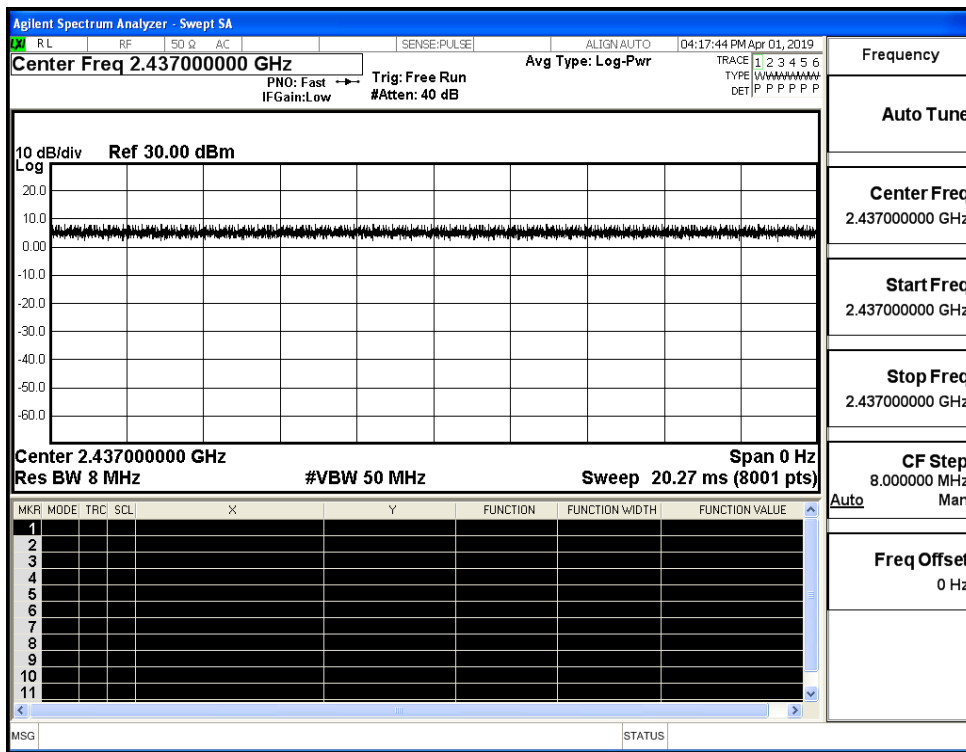 Agilent Spectrum Analyzer - Swept SA
LXI RL RF 50 Ω AC SENSE:PULSE ALIGN AUTO 04:17:44 PM Apr 01, 2019
Center Freq 2.437000000 GHz
PNO: Fast
IFGain:Low
Trig: Free Run
#Atten: 40 dB
Avg Type: Log-Pwr
TRACE 1 2 3 4 5 6
TYPE WWWWWW
DET P P P P P P
10 dB/div Ref 30.00 dBm
Log
20.0
10.0
0.00
-10.0
-20.0
-30.0
-40.0
-50.0
-60.0
Center 2.437000000 GHz Span 0 Hz
Res BW 8 MHz #VBW 50 MHz Sweep 20.27 ms (8001 pts)
MKR MODE TRC SCL X Y FUNCTION FUNCTION WIDTH FUNCTION VALUE
1
2
3
4
5
6
7
8
9
10
11
MSG STATUS
Frequency
Auto Tune
Center Freq
2.437000000 GHz
Start Freq
2.437000000 GHz
Stop Freq
2.437000000 GHz
CF Step
8.000000 MHz
Auto Man
Freq Offset
0 Hz